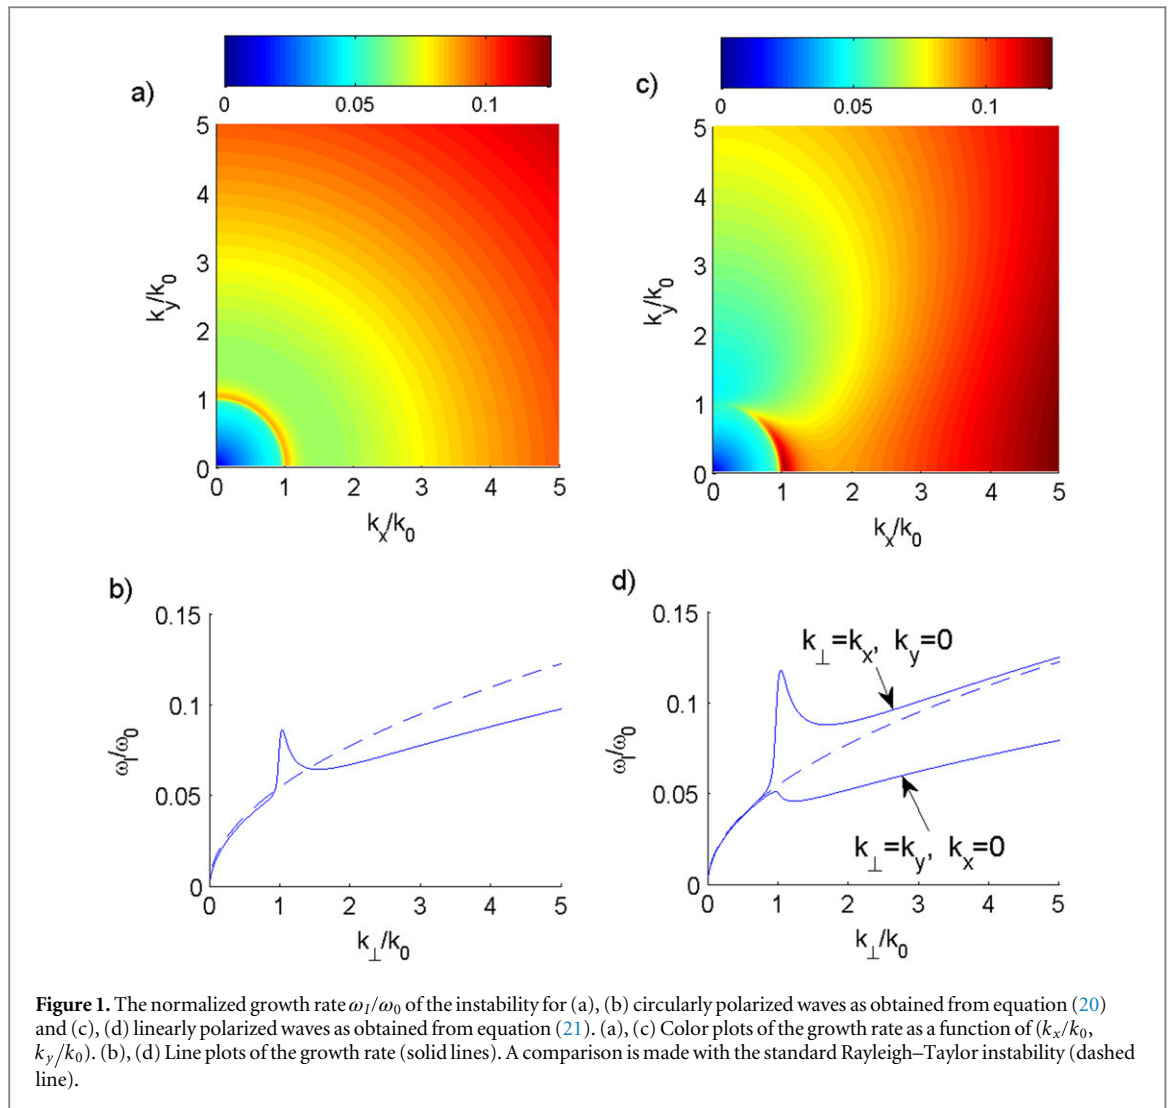 a)
0 0.05 0.1
5
4
3
2
1
0
k_y/k_0
0 1 2 3 4 5
k_x/k_0
c)
0 0.05 0.1
5
4
3
2
1
0
k_y/k_0
0 1 2 3 4 5
k_x/k_0
b)
0.15
0.1
0.05
0
ω_I/ω_0
0 1 2 3 4 5
k_⊥/k_0
d)
0.15
0.1
0.05
0
ω_I/ω_0
k_⊥=k_x, k_y=0
k_⊥=k_y, k_x=0
0 1 2 3 4 5
k_⊥/k_0
Figure 1. The normalized growth rate ω_I/ω_0 of the instability for (a), (b) circularly polarized waves as obtained from equation (20)
and (c), (d) linearly polarized waves as obtained from equation (21). (a), (c) Color plots of the growth rate as a function of (k_x/k_0,
k_y/k_0). (b), (d) Line plots of the growth rate (solid lines). A comparison is made with the standard Rayleigh–Taylor instability (dashed
line).